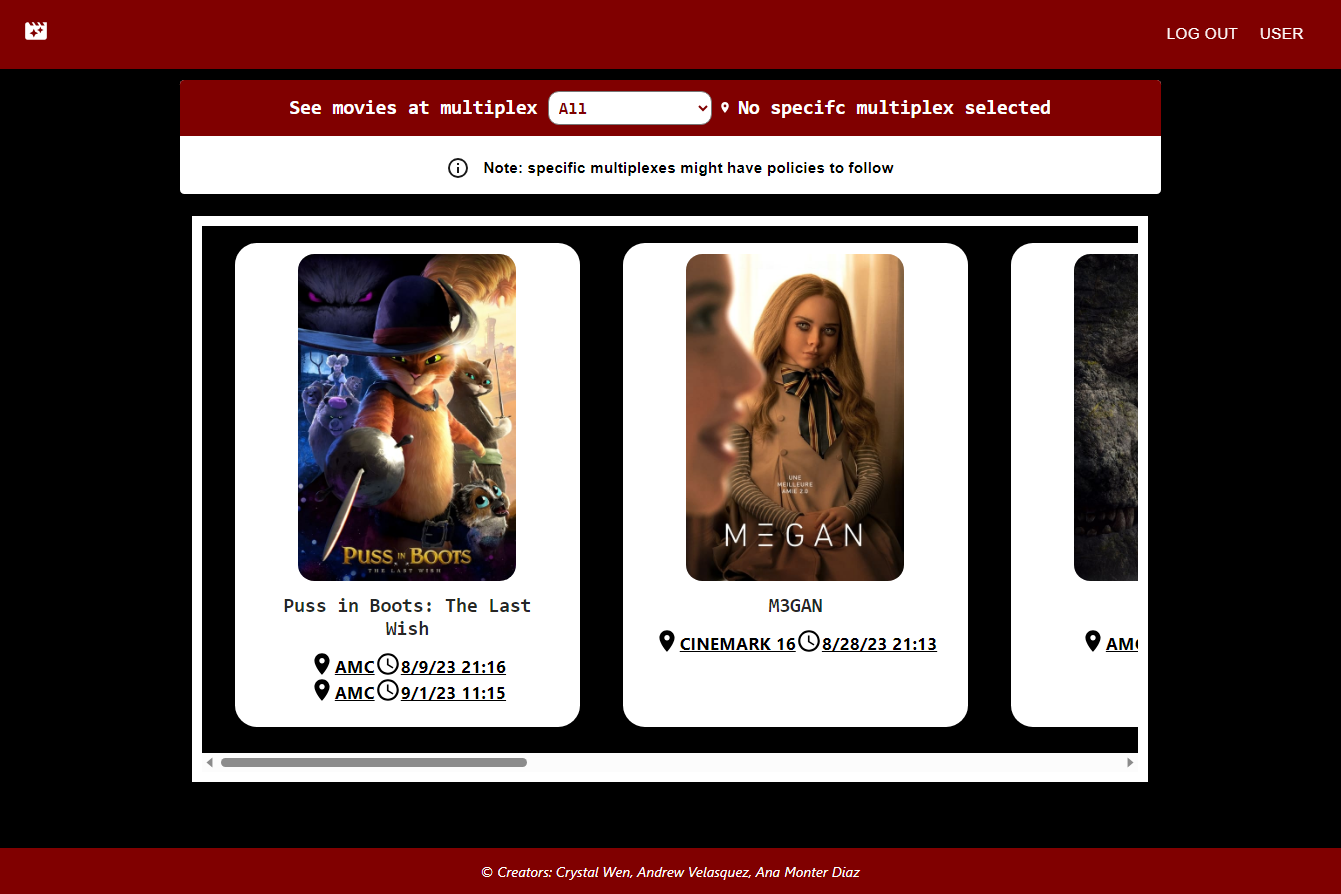 LOG OUT USER
See movies at multiplex All No specifc multiplex selected
Note: specific multiplexes might have policies to follow
PUSS IN BOOTS
THE LAST WISH
UNE
MEILLEURE
AMIE 2.0
MΞGAN
Puss in Boots: The Last
Wish
AMC 8/9/23 21:16
AMC 9/1/23 11:15
M3GAN
CINEMARK 16 8/28/23 21:13
AMC
© Creators: Crystal Wen, Andrew Velasquez, Ana Monter Diaz